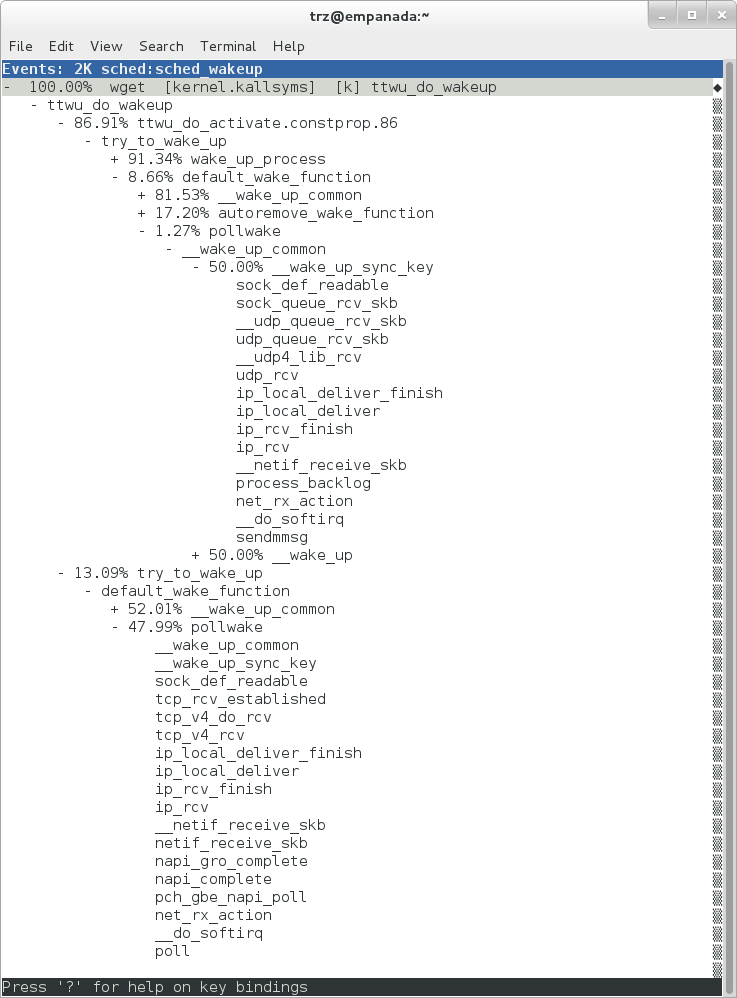 trz@empanada:~
File Edit View Search Terminal Help
Events: 2K sched:sched_wakeup
- 100.00% wget [kernel.kallsyms] [k] ttwu_do_wakeup
- ttwu_do_wakeup
- 86.91% ttwu_do_activate.constprop.86
- try_to_wake_up
+ 91.34% wake_up_process
- 8.66% default_wake_function
+ 81.53% __wake_up_common
+ 17.20% autoremove_wake_function
- 1.27% pollwake
- __wake_up_common
- 50.00% __wake_up_sync_key
sock_def_readable
sock_queue_rcv_skb
__udp_queue_rcv_skb
udp_queue_rcv_skb
__udp4_lib_rcv
udp_rcv
ip_local_deliver_finish
ip_local_deliver
ip_rcv_finish
ip_rcv
__netif_receive_skb
process_backlog
net_rx_action
__do_softirq
sendmmsg
+ 50.00% __wake_up
- 13.09% try_to_wake_up
- default_wake_function
+ 52.01% __wake_up_common
- 47.99% pollwake
__wake_up_common
__wake_up_sync_key
sock_def_readable
tcp_rcv_established
tcp_v4_do_rcv
tcp_v4_rcv
ip_local_deliver_finish
ip_local_deliver
ip_rcv_finish
ip_rcv
__netif_receive_skb
netif_receive_skb
napi_gro_complete
napi_complete
pch_gbe_napi_poll
net_rx_action
__do_softirq
poll
Press '?' for help on key bindings